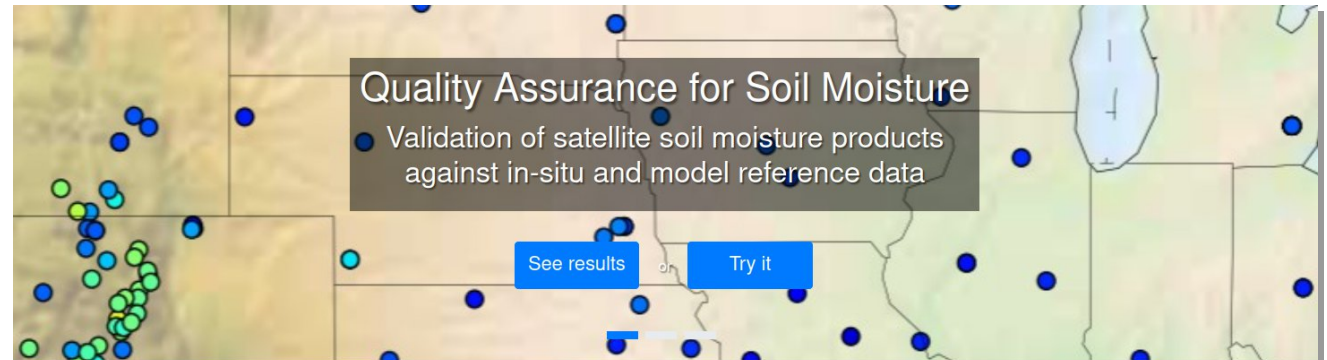 Quality Assurance for Soil Moisture
Validation of satellite soil moisture products
against in-situ and model reference data
See results
or
Try it